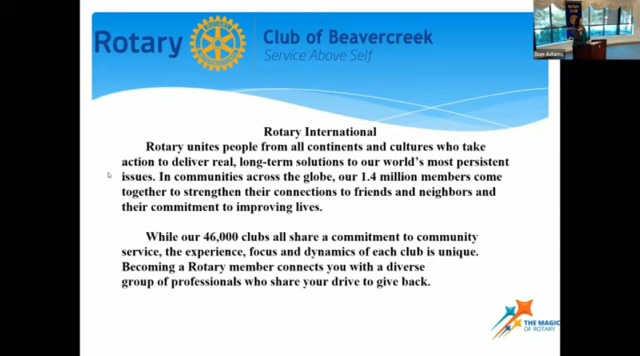 Rotary
Club of Beavercreek
Service Above Self
Don Adams
Rotary International
Rotary unites people from all continents and cultures who take
action to deliver real, long-term solutions to our world's most persistent
issues. In communities across the globe, our 1.4 million members come
together to strengthen their connections to friends and neighbors and
their commitment to improving lives.
While our 46,000 clubs all share a commitment to community
service, the experience, focus and dynamics of each club is unique.
Becoming a Rotary member connects you with a diverse
group of professionals who share your drive to give back.
THE MAGIC
OF ROTARY